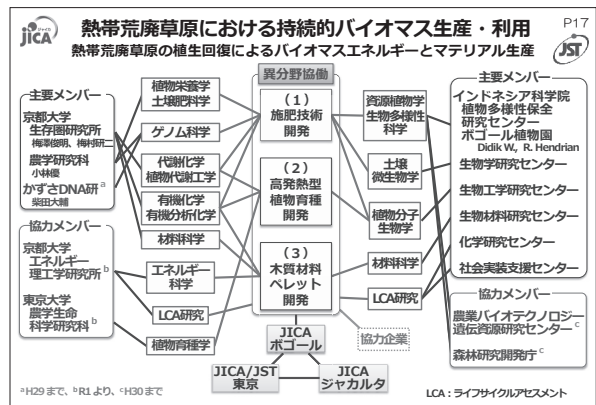 JICA
熱帯荒廃草原における持続的バイオマス生産・利用
P17
熱帯荒廃草原の植生回復によるバイオマスエネルギーとマテリアル生産
JST
主要メンバー
京都大学
生存圏研究所
梅澤俊明、梅村研二
農学研究科
小林優
かずさDNA研 a
柴田大輔
協力メンバー
京都大学
エネルギー
理工学研究所 b
東京大学
農学生命
科学研究科 b
植物栄養学
土壌肥料学
ゲノム科学
代謝化学
植物代謝工学
有機化学
有機分析化学
材料科学
エネルギー
科学
LCA研究
植物育種学
異分野協働
(1)
施肥技術
開発
(2)
高発熱型
植物育種
開発
(3)
木質材料
ペレット
開発
JICA
ボゴール
JICA/JST
東京
JICA
ジャカルタ
協力企業
資源植物学
生物多様性
科学
土壌
微生物学
植物分子
生物学
材料科学
LCA研究
主要メンバー
インドネシア科学院
植物多様性保全
研究センター
ボゴール植物園
Didik W., R. Hendrian
生物学研究センター
生物工学研究センター
生物材料研究センター
化学研究センター
社会実装支援センター
協力メンバー
農業バイオテクノロジー
遺伝資源研究センター c
森林研究開発庁 c
a H29まで、b R1より、c H30まで
LCA:ライフサイクルアセスメント